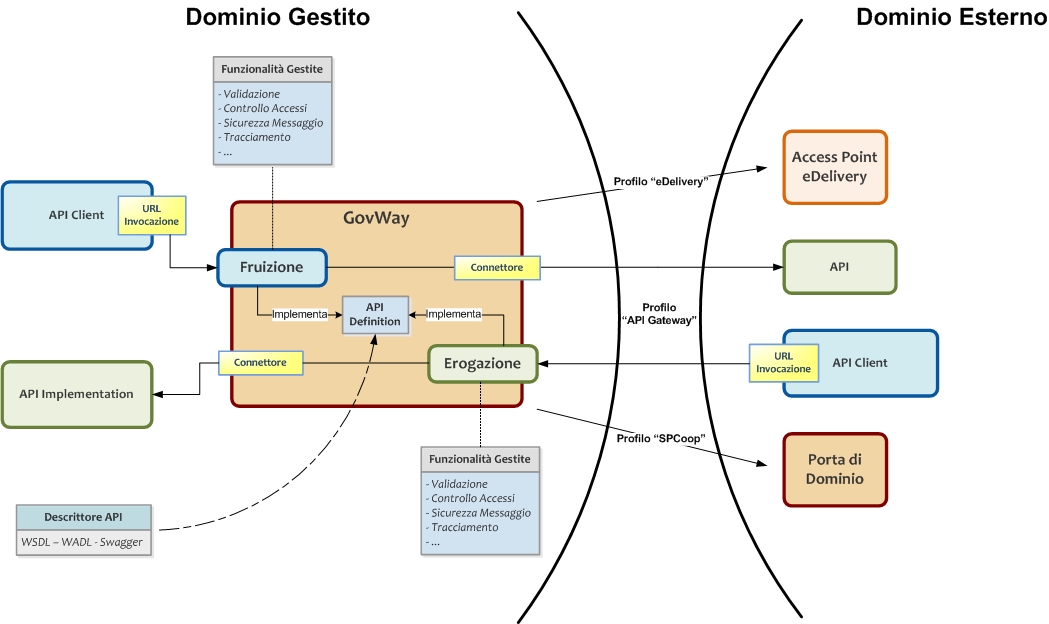 Dominio Gestito
Dominio Esterno
Funzionalità Gestite
- Validazione
- Controllo Accessi
- Sicurezza Messaggio
- Tracciamento
- ...
Access Point
eDelivery
Profilo “eDelivery”
API Client
URL
Invocazione
GovWay
Fruizione
Connettore
API
Implementa
API
Definition
Implementa
Profilo
“API Gateway”
Connettore
Erogazione
URL
Invocazione
API Client
API Implementation
Profilo “SPCoop”
Porta di
Dominio
Funzionalità Gestite
- Validazione
- Controllo Accessi
- Sicurezza Messaggio
- Tracciamento
- ...
Descrittore API
WSDL – WADL - Swagger